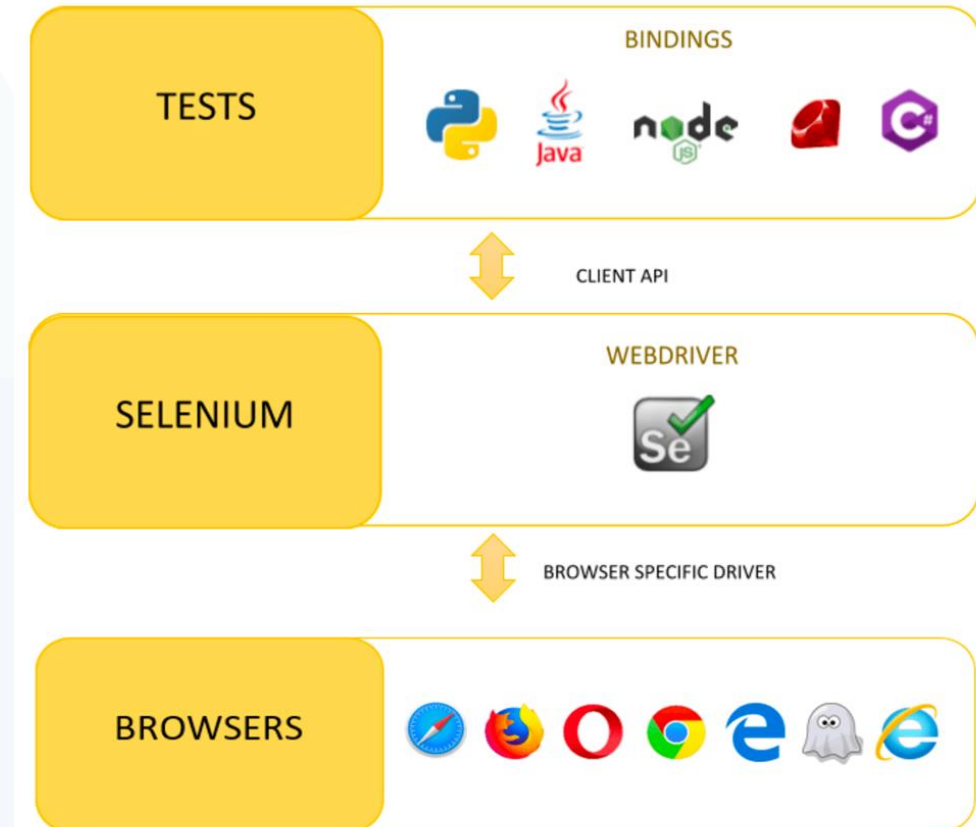 BINDINGS
TESTS
Java
node
JS
C#
CLIENT API
WEBDRIVER
SELENIUM
Se
BROWSER SPECIFIC DRIVER
BROWSERS